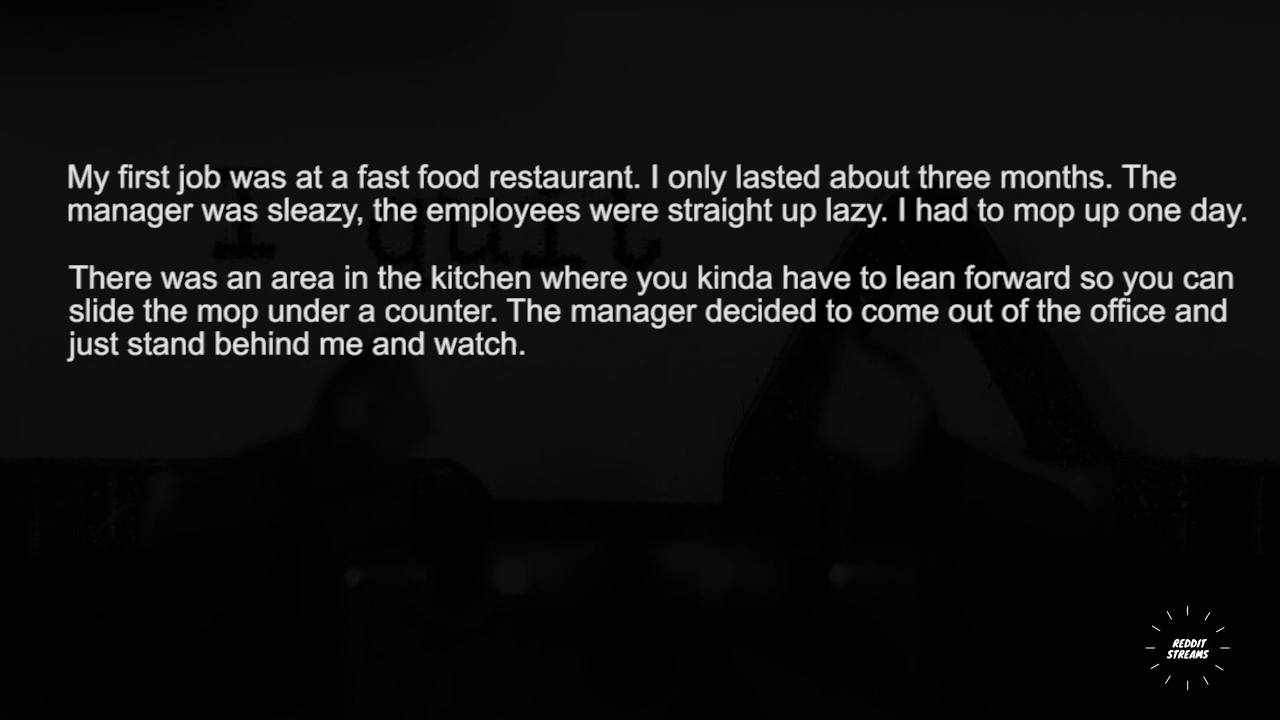 My first job was at a fast food restaurant. I only lasted about three months. The
manager was sleazy, the employees were straight up lazy. I had to mop up one day.
There was an area in the kitchen where you kinda have to lean forward so you can
slide the mop under a counter. The manager decided to come out of the office and
just stand behind me and watch.
I quit
REDDIT
STREAMS